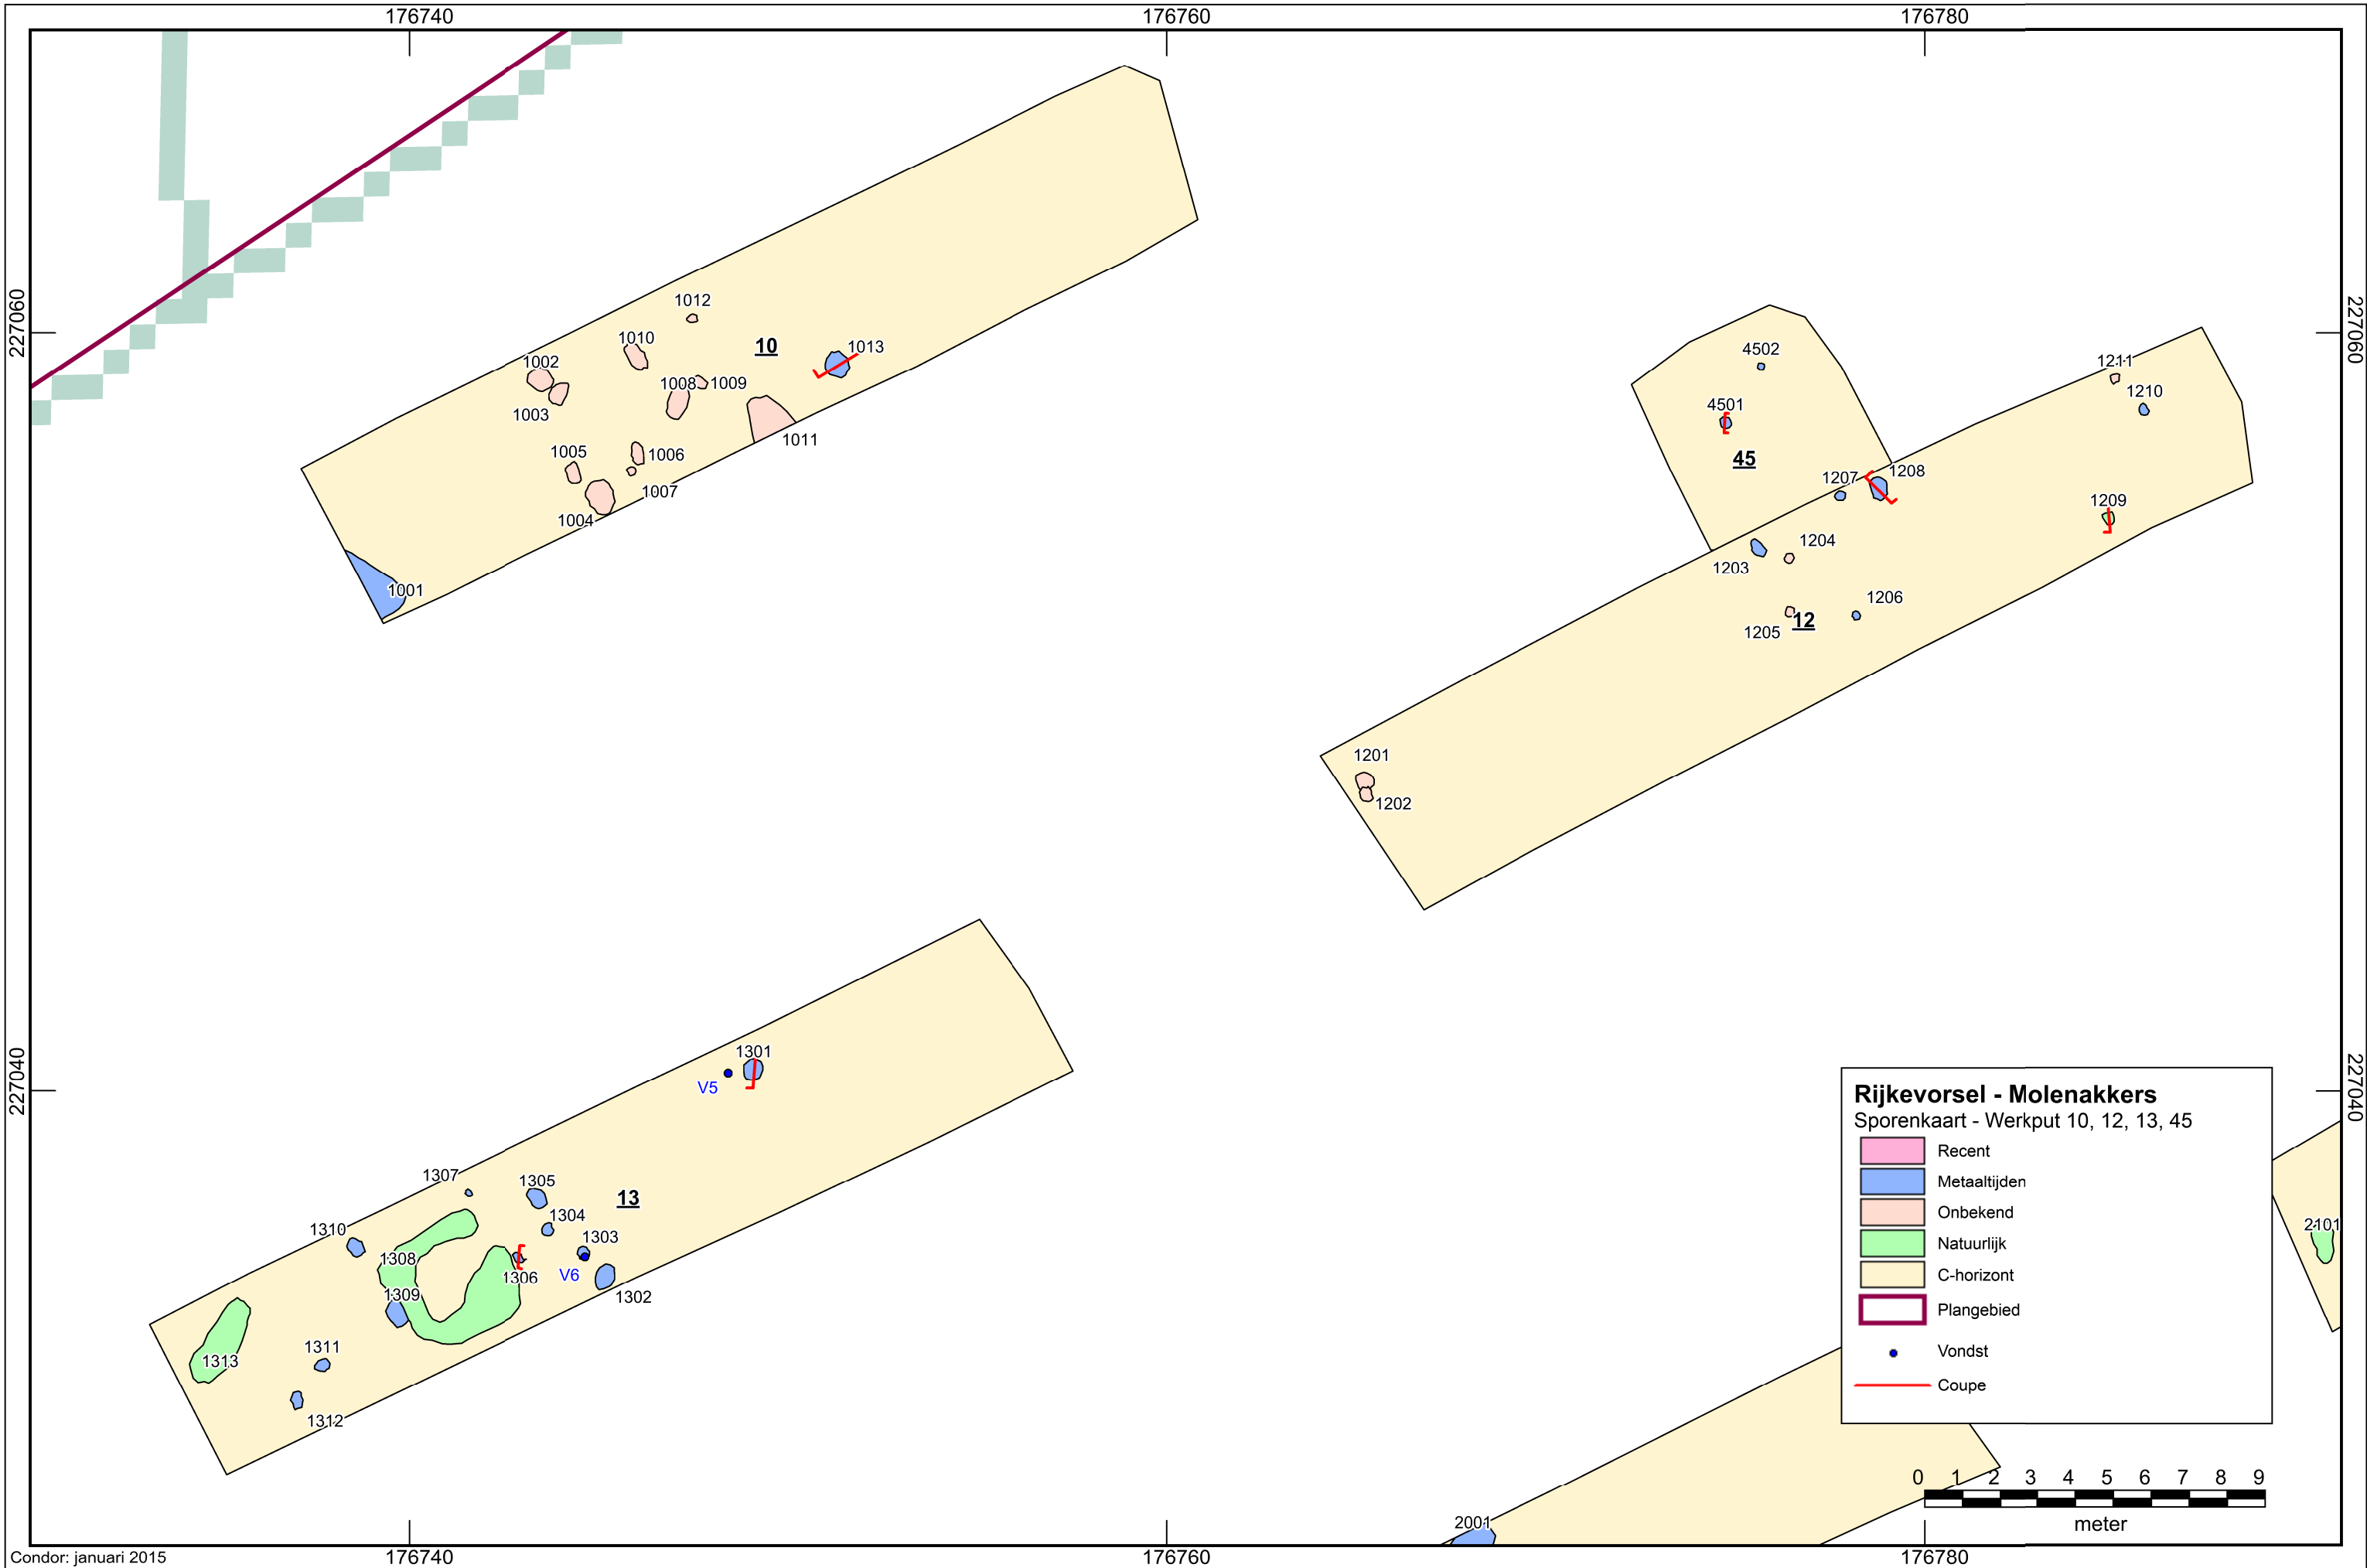 176740 176760 176780
227060 227060
1012
1010
10
1013
1002
1008 1009
1003
1011
1005
1006
1007
1004
1001
4502
4501
45
1211
1210
1207
1208
1209
1204
1203
1206
1205
12
1201
1202
227040 227040
1301
V5
1307
1305
13
1304
1310
1303
1308
V6
1306
1302
1309
1311
1313
1312
2101
2001
Rijkevorsel - Molenakkers
Sporenkaart - Werkput 10, 12, 13, 45
Recent
Metaaltijden
Onbekend
Natuurlijk
C-horizont
Plangebied
Vondst
Coupe
0 1 2 3 4 5 6 7 8 9
meter
Condor: januari 2015
176740 176760 176780